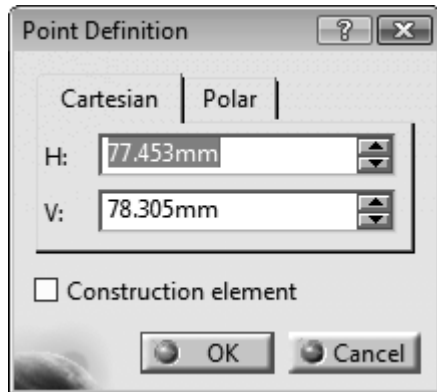 Point Definition ? X
Cartesian Polar
H: 77.453mm
V: 78.305mm
Construction element
OK Cancel